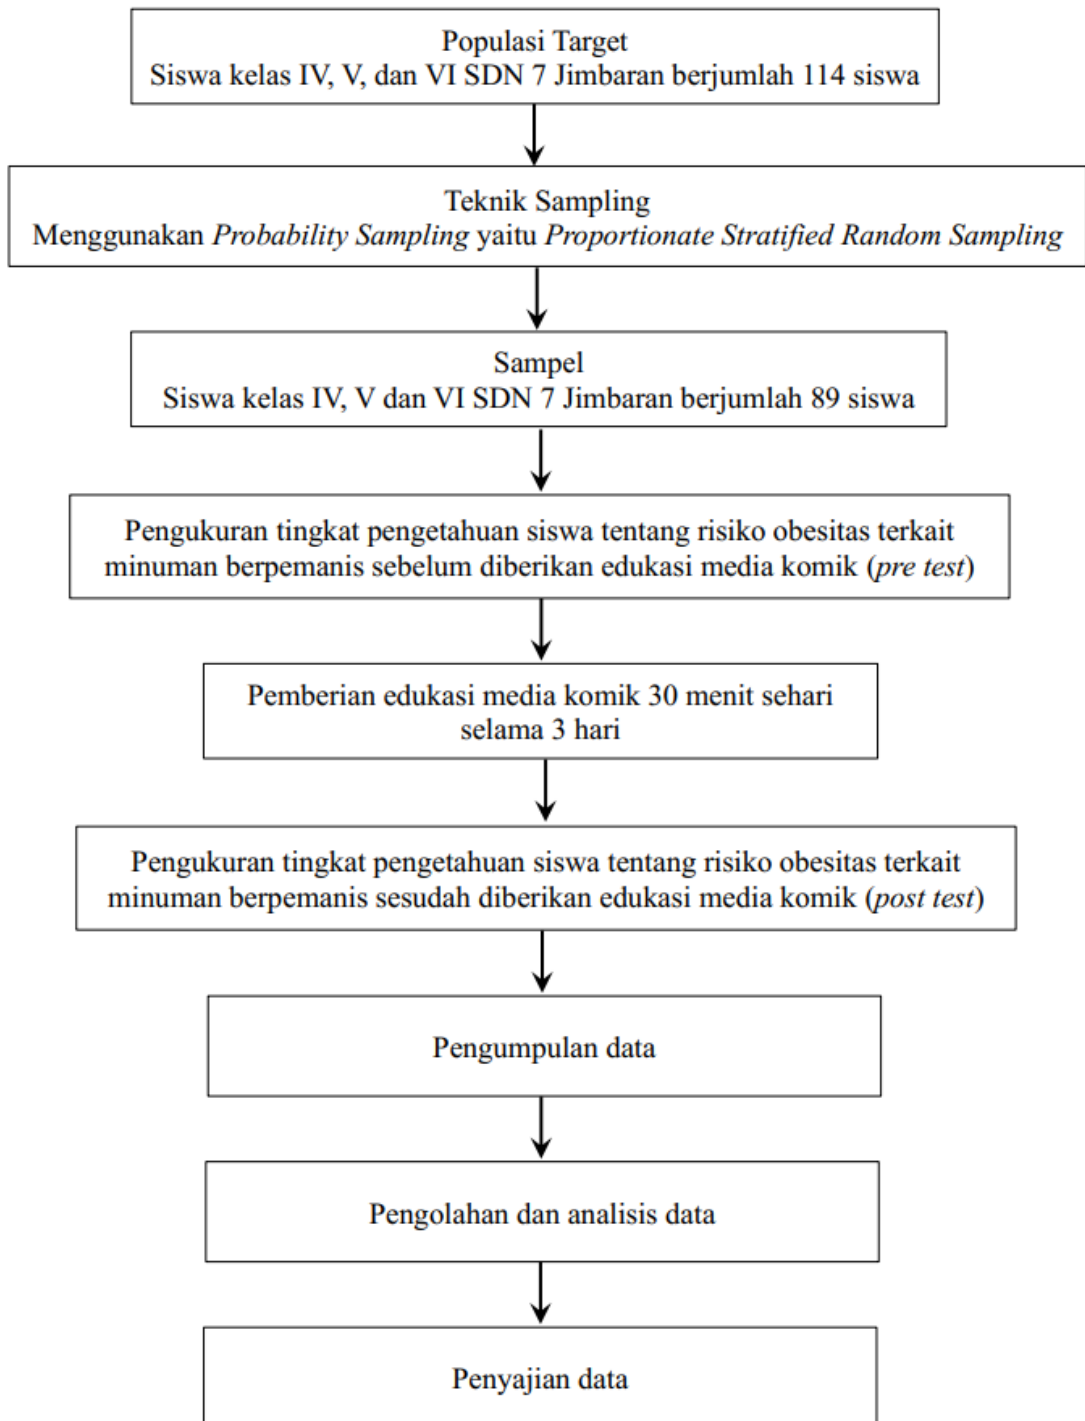 Populasi Target
Siswa kelas IV, V, dan VI SDN 7 Jimbaran berjumlah 114 siswa
Teknik Sampling
Menggunakan Probability Sampling yaitu Proportionate Stratified Random Sampling
Sampel
Siswa kelas IV, V dan VI SDN 7 Jimbaran berjumlah 89 siswa
Pengukuran tingkat pengetahuan siswa tentang risiko obesitas terkait
minuman berpemanis sebelum diberikan edukasi media komik (pre test)
Pemberian edukasi media komik 30 menit sehari
selama 3 hari
Pengukuran tingkat pengetahuan siswa tentang risiko obesitas terkait
minuman berpemanis sesudah diberikan edukasi media komik (post test)
Pengumpulan data
Pengolahan dan analisis data
Penyajian data